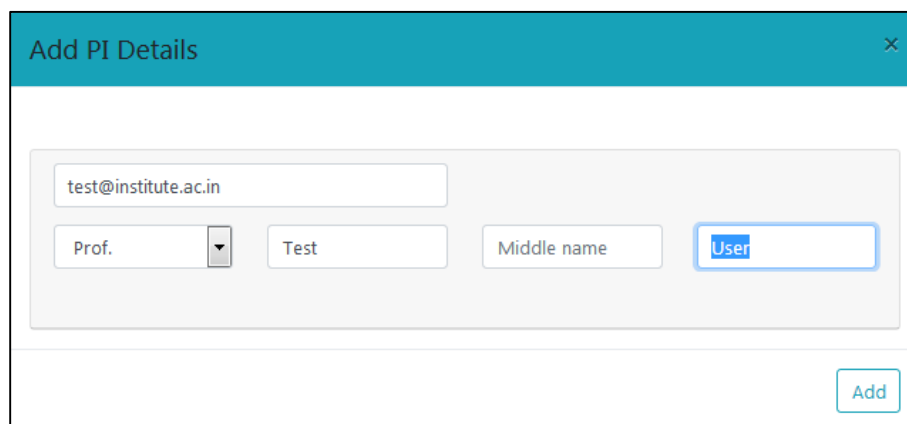 Add PI Details ×
test@institute.ac.in
Prof. Test Middle name User
Add